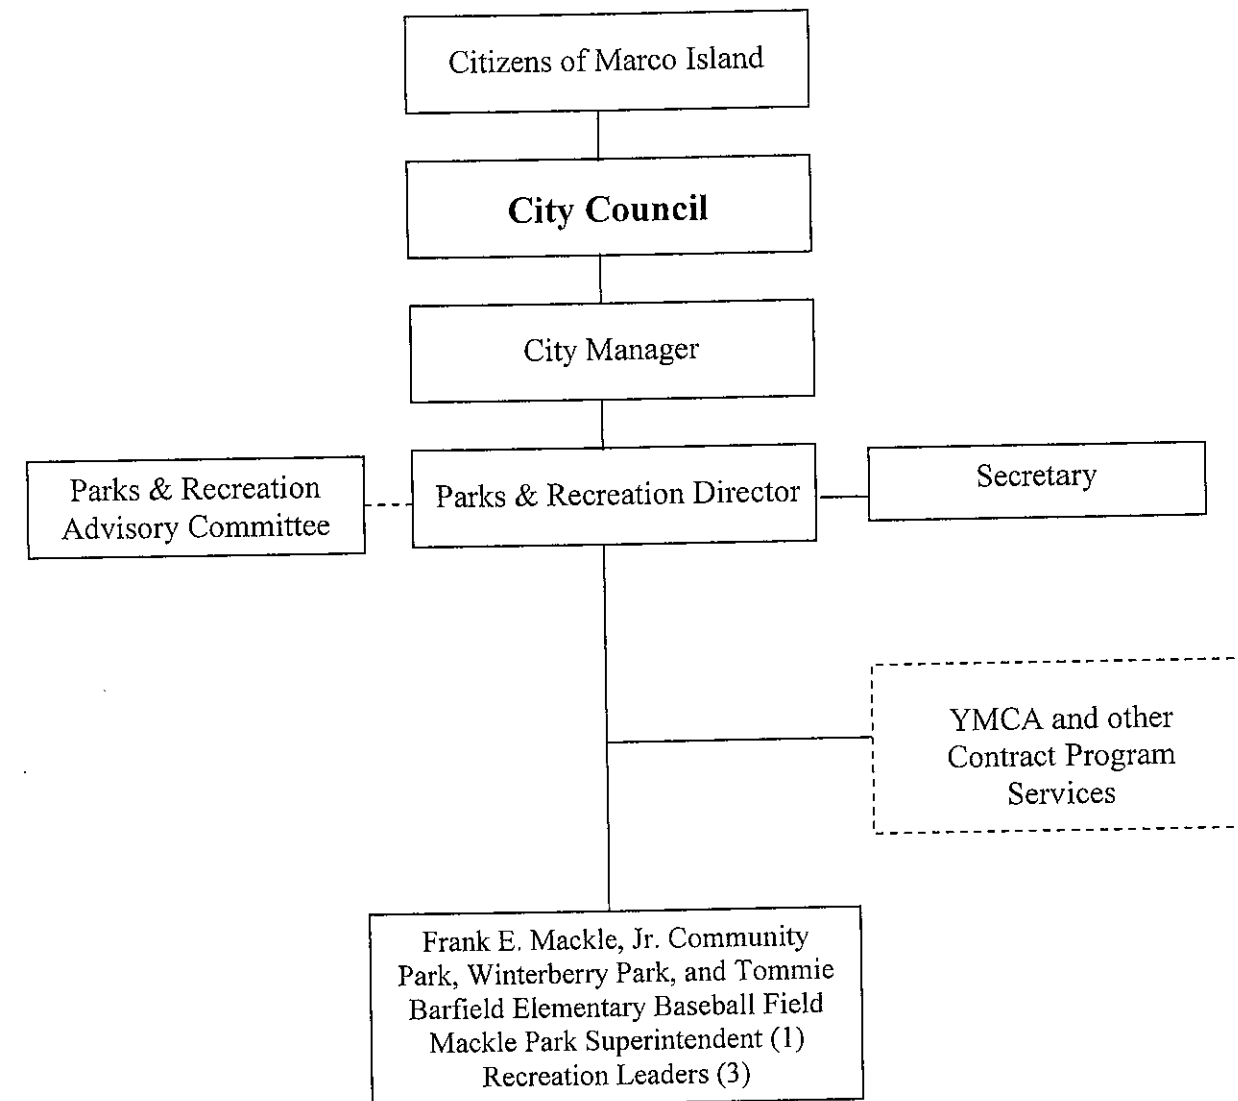 Citizens of Marco Island
City Council
City Manager
Parks & Recreation
Advisory Committee
Parks & Recreation Director
Secretary
YMCA and other
Contract Program
Services
Frank E. Mackle, Jr. Community
Park, Winterberry Park, and Tommie
Barfield Elementary Baseball Field
Mackle Park Superintendent (1)
Recreation Leaders (3)